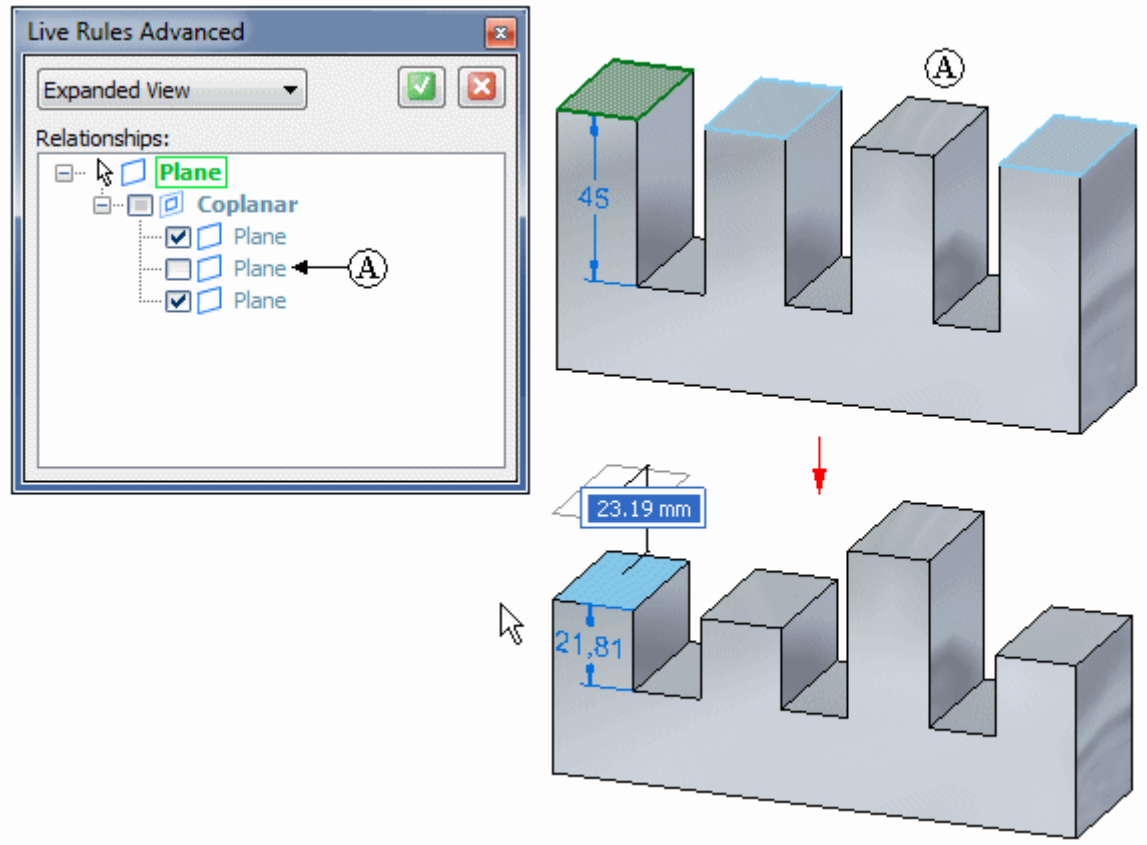 Live Rules Advanced
Expanded View
Relationships:
Plane
Coplanar
Plane
Plane
A
Plane
A
45
23.19 mm
21,81